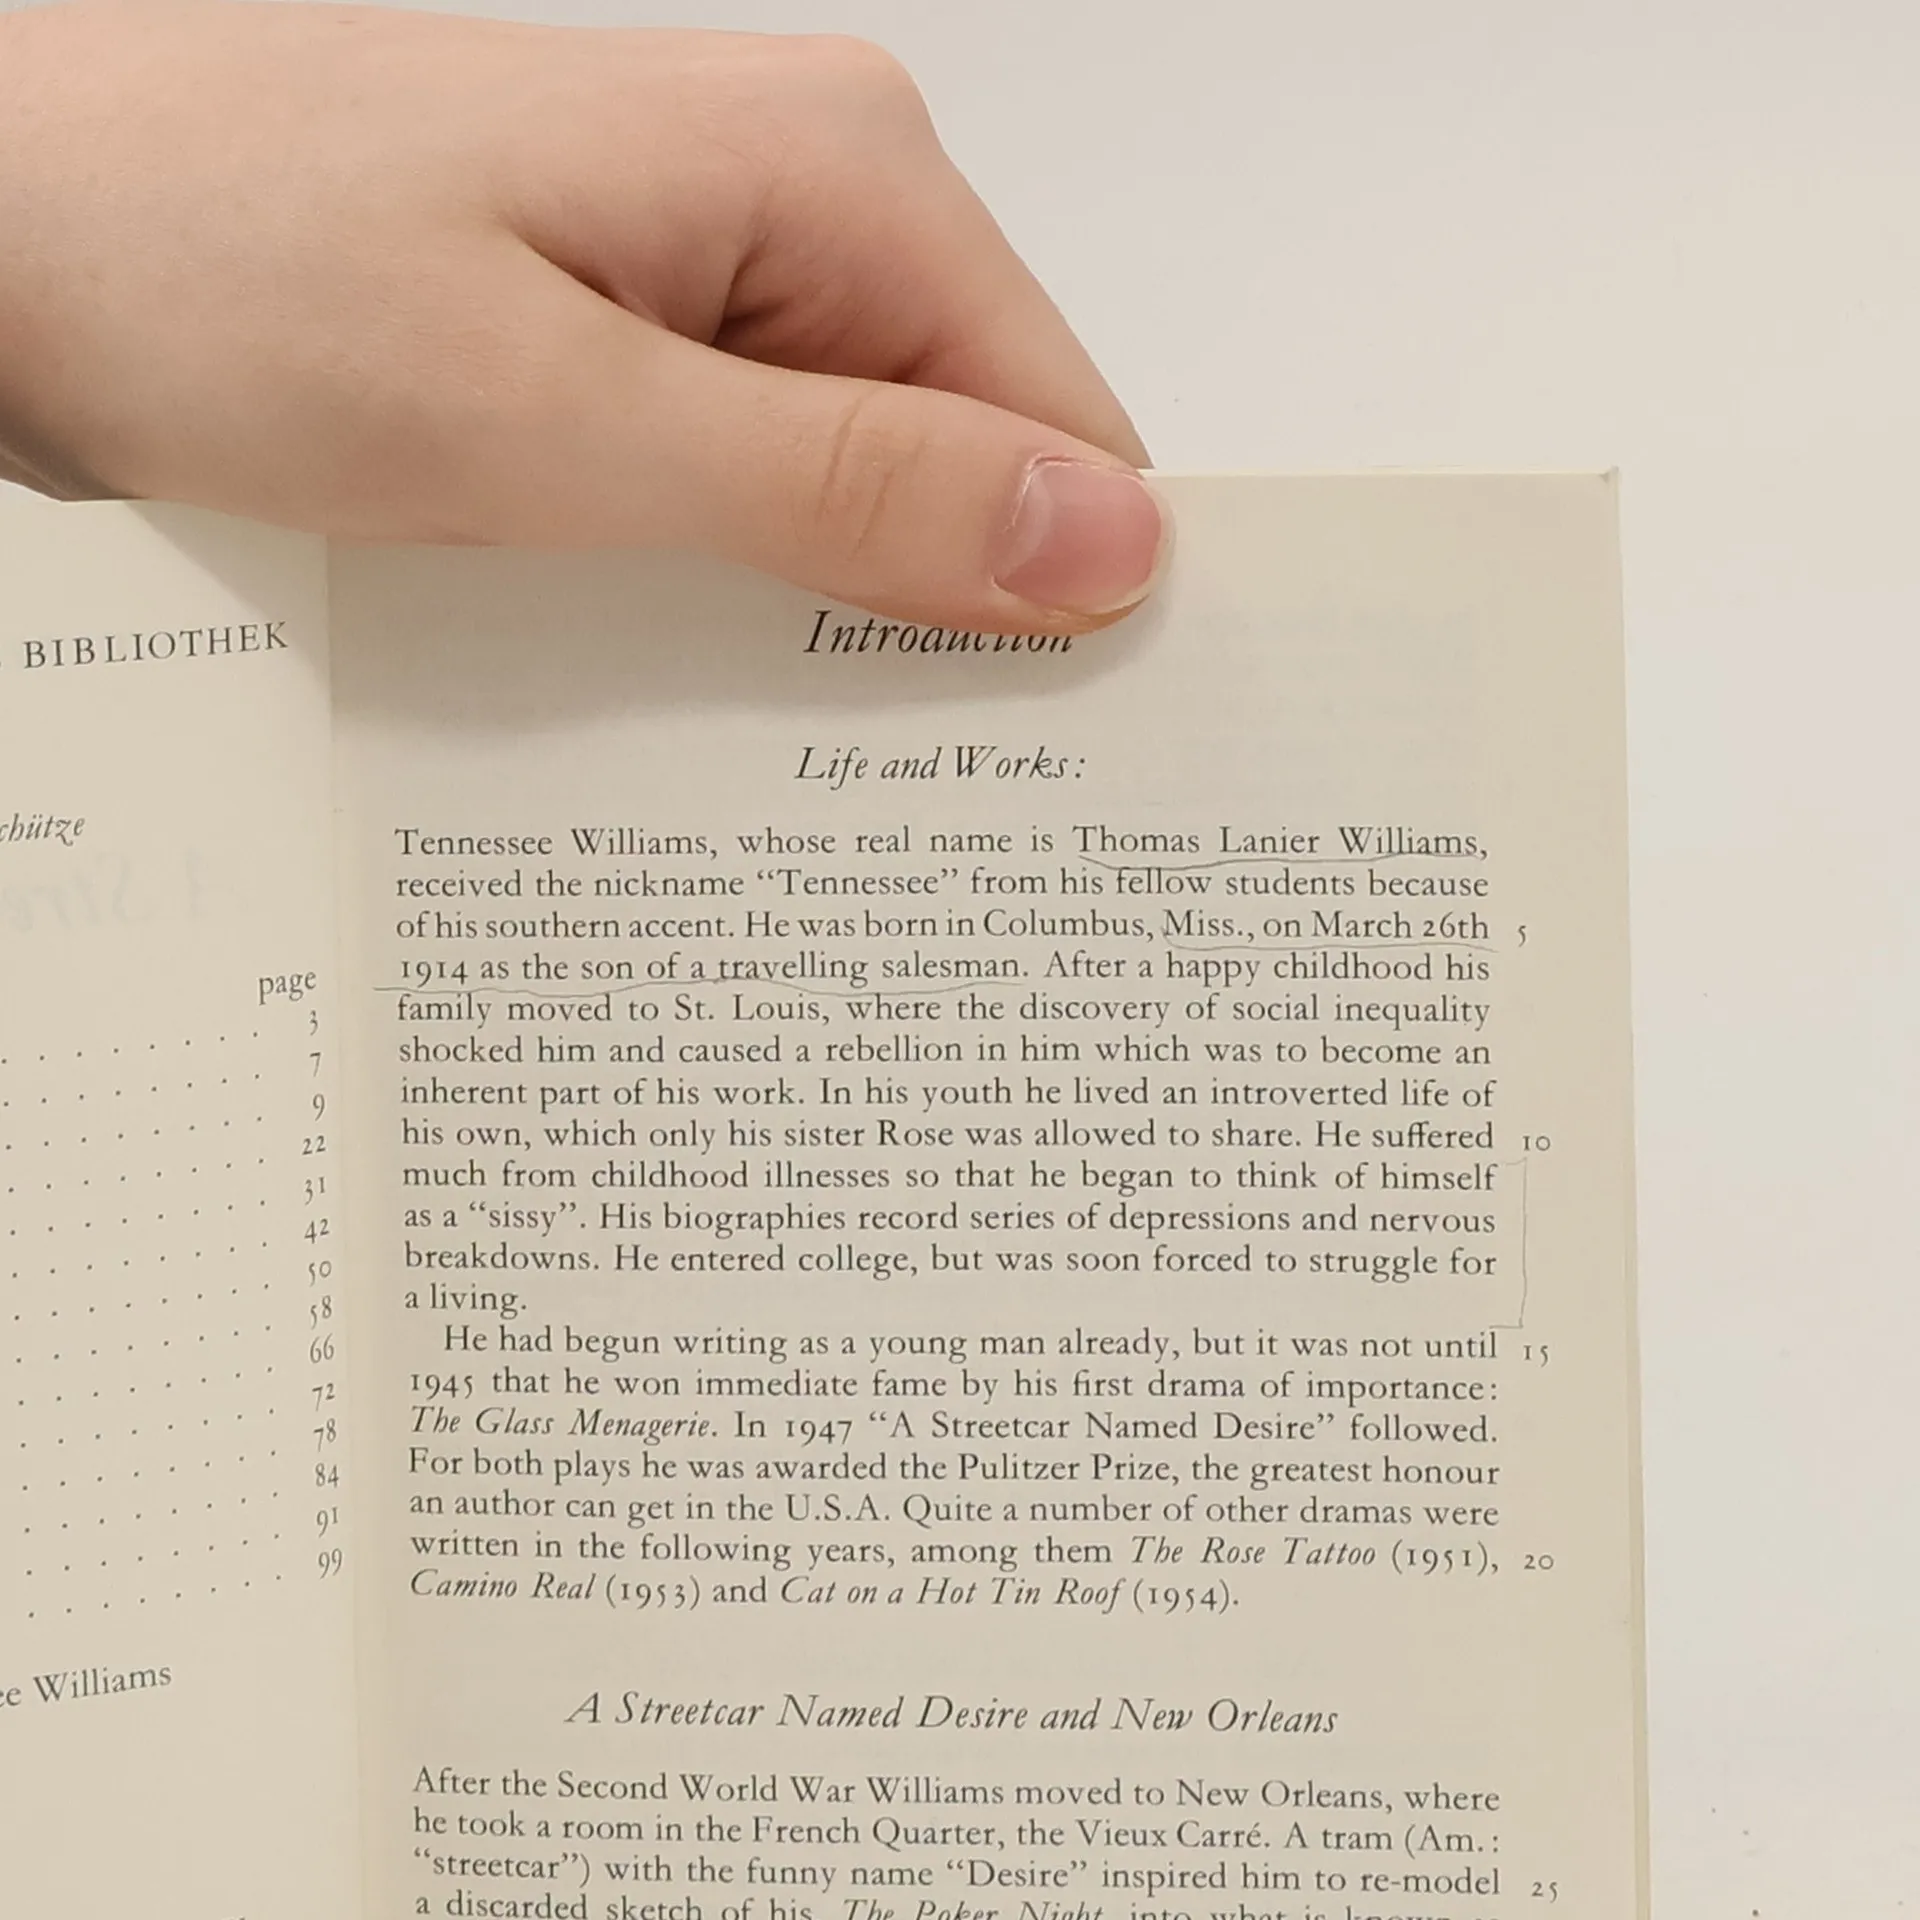 BIBLIOTHEK
page
3
7
9
22
31
42
50
58
66
72
78
84
91
99
Williams
Introduction
Life and Works:
Tennessee Williams, whose real name is Thomas Lanier Williams,
received the nickname “Tennessee” from his fellow students because
of his southern accent. He was born in Columbus, Miss., on March 26th 5
1914 as the son of a travelling salesman. After a happy childhood his
family moved to St. Louis, where the discovery of social inequality
shocked him and caused a rebellion in him which was to become an
inherent part of his work. In his youth he lived an introverted life of
his own, which only his sister Rose was allowed to share. He suffered 10
much from childhood illnesses so that he began to think of himself
as a “sissy”. His biographies record series of depressions and nervous
breakdowns. He entered college, but was soon forced to struggle for
a living.
He had begun writing as a young man already, but it was not until 15
1945 that he won immediate fame by his first drama of importance:
The Glass Menagerie. In 1947 “A Streetcar Named Desire” followed.
For both plays he was awarded the Pulitzer Prize, the greatest honour
an author can get in the U.S.A. Quite a number of other dramas were
written in the following years, among them The Rose Tattoo (1951), 20
Camino Real (1953) and Cat on a Hot Tin Roof (1954).
A Streetcar Named Desire and New Orleans
After the Second World War Williams moved to New Orleans, where
he took a room in the French Quarter, the Vieux Carré. A tram (Am.:
“streetcar”) with the funny name “Desire” inspired him to re-model 25
a discarded sketch of his, The Poker Night, into what is